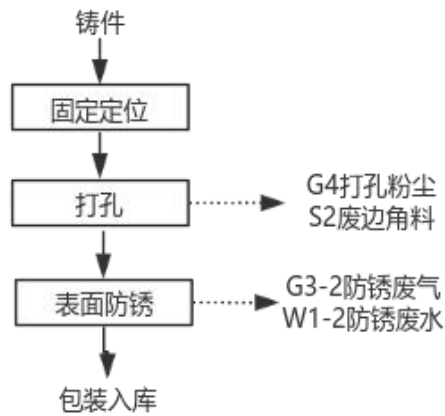 铸件
固定定位
打孔
G4打孔粉尘
S2废边角料
表面防锈
G3-2防锈废气
W1-2防锈废水
包装入库